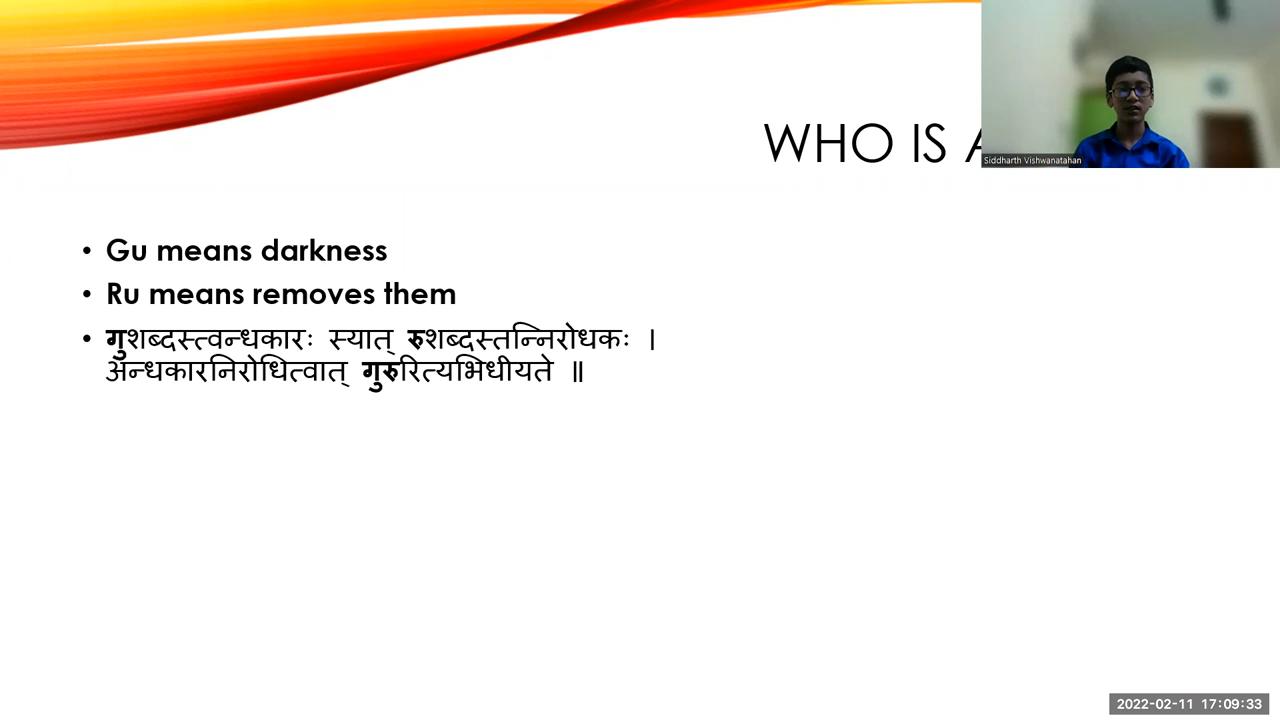 WHO IS A
Siddharth Vishwanatahan
• Gu means darkness
• Ru means removes them
• गुशब्दस्त्वन्धकारः स्यात् रुशब्दस्तन्निरोधकः ।
अन्धकारनिरोधित्वात् गुरुरित्यभिधीयते ॥
2022-02-11 17:09:33